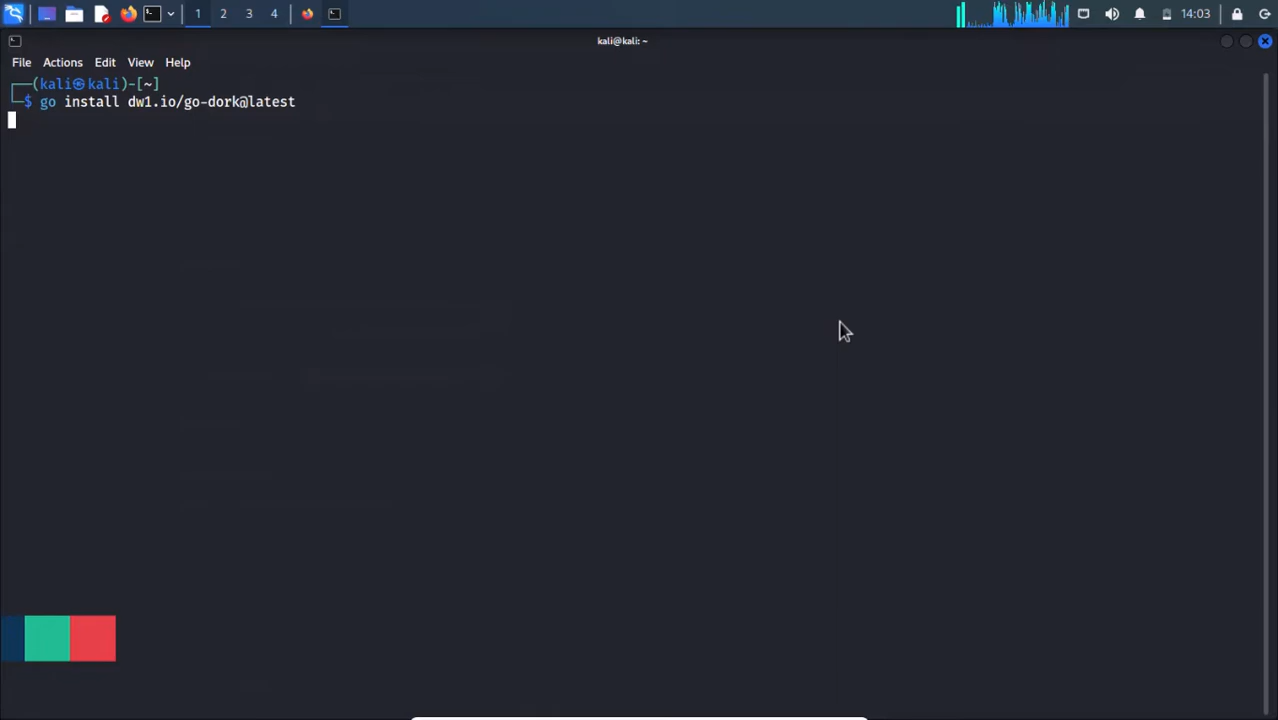 1 2 3 4 14:03
kali@kali: ~
File Actions Edit View Help
(kali㉿kali)-[~]
$ go install dw1.io/go-dork@latest